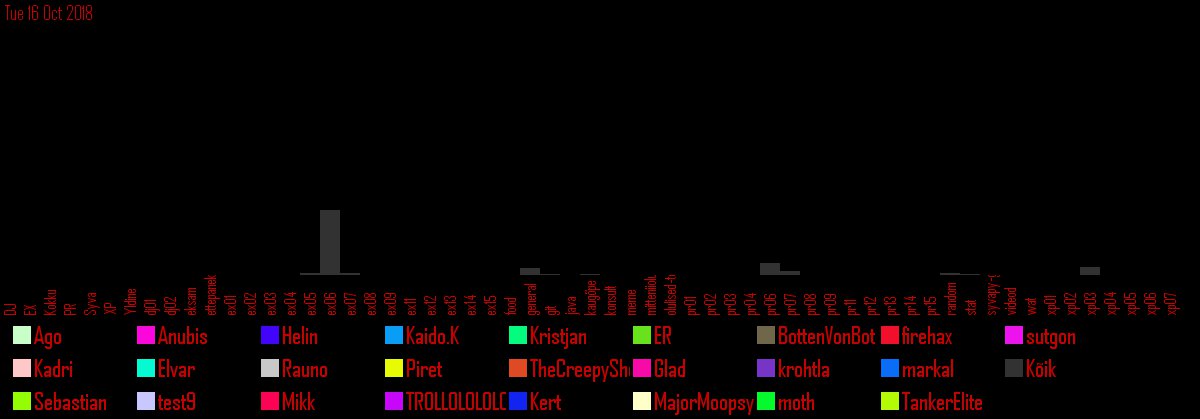 Tue 16 Oct 2018
DJ
EX
Kokku
PR
Syva
XP
Yldine
dj01
dj02
eksam
ettepanek
ex01
ex02
ex03
ex04
ex05
ex06
ex07
ex08
ex09
ex11
ex12
ex13
ex14
ex15
general
git
java
kaugõpe
konsult
meme
olulised-h
pr01
pr02
pr03
pr04
pr06
pr07
pr08
pr09
pr11
pr12
pr13
pr14
pr15
random
stat
videod
wat
xp01
xp02
xp03
xp04
xp05
xp06
xp07
Ago Anubis Helin Kaido.K Kristjan ER BottenVonBot firehax sutgon
Kadri Elvar Rauno Piret TheCreepySh Glad krohtla markal Kõik
Sebastian test9 Mikk TROLLOLOLOLO Kert MajorMoopsy moth TankerElite